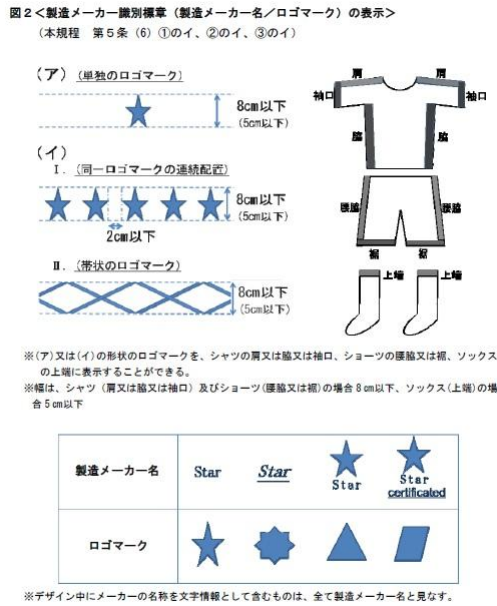 図2<製造メーカー識別標章（製造メーカー名／ロゴマーク）の表示>
（本規程　第5条（6）①のイ、②のイ、③のイ）
（ア）（単独のロゴマーク）
8cm以下
（5cm以下）
（イ）
Ⅰ．（同一ロゴマークの連続配置）
8cm以下
（5cm以下）
2cm以下
Ⅱ．（帯状のロゴマーク）
8cm以下
（5cm以下）
肩 肩
袖口 袖口
脇 脇
腰脇 腰脇
裾 裾
上端 上端
※(ア)又は(イ)の形状のロゴマークを、シャツの肩又は脇又は袖口、ショーツの腰脇又は裾、ソックス
の上端に表示することができる。
※幅は、シャツ（肩又は脇又は袖口）及びショーツ(腰脇又は裾)の場合8cm以下、ソックス(上端)の場
合5cm以下
製造メーカー名 Star Star Star Star
certificated
ロゴマーク
※デザイン中にメーカーの名称を文字情報として含むものは、全て製造メーカー名と見なす。